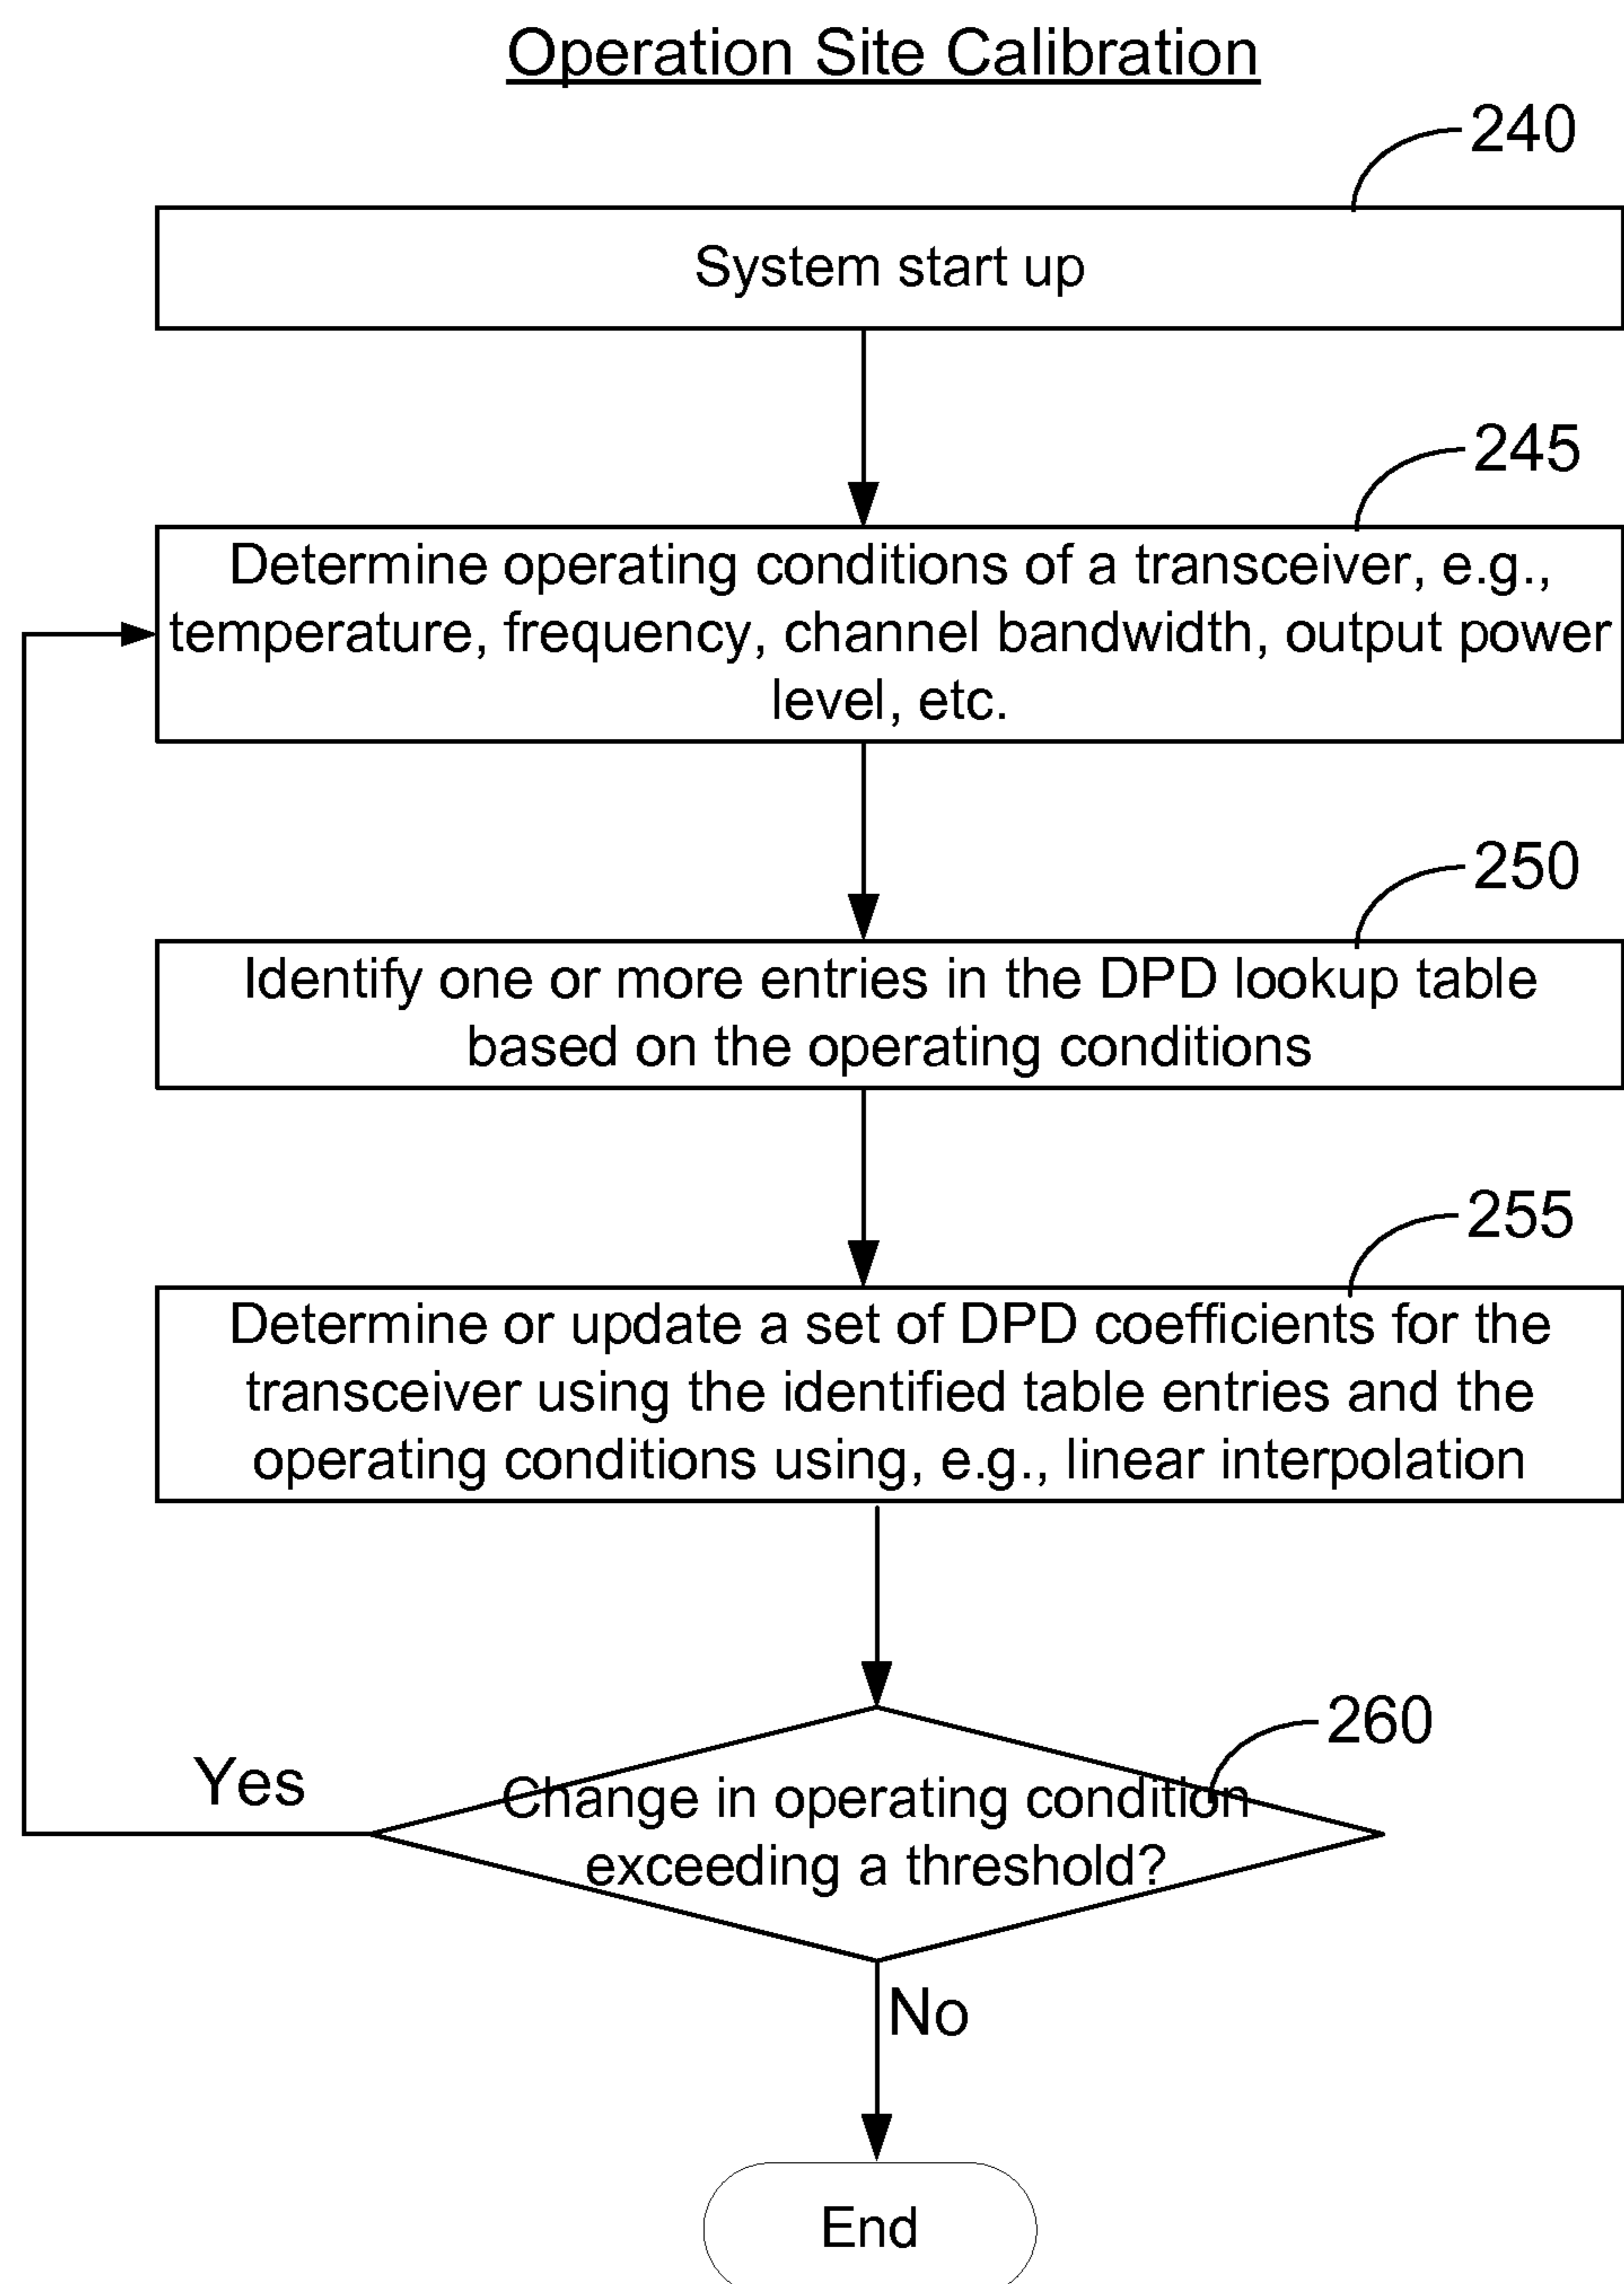 Operation Site Calibration
240
System start up
245
Determine operating conditions of a transceiver, e.g.,
temperature, frequency, channel bandwidth, output power
level, etc.
250
Identify one or more entries in the DPD lookup table
based on the operating conditions
255
Determine or update a set of DPD coefficients for the
transceiver using the identified table entries and the
operating conditions using, e.g., linear interpolation
260
Yes
Change in operating condition
exceeding a threshold?
No
End